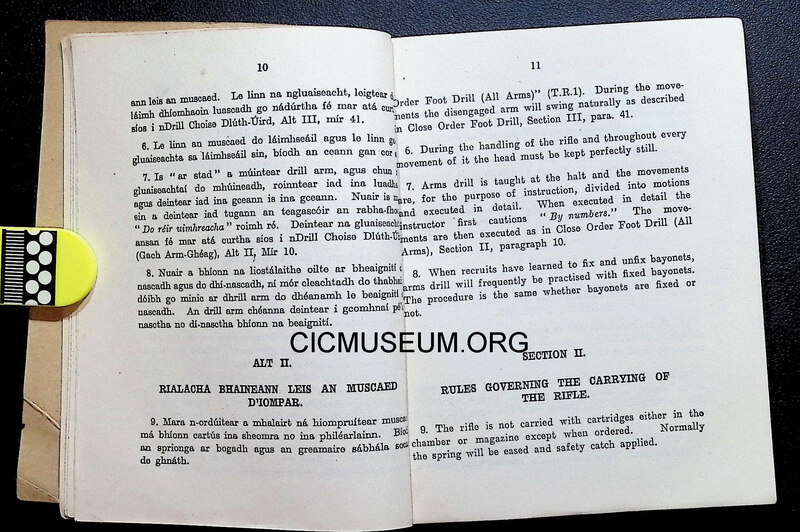 10
ann leis an muscaed. Le linn na ngluaiseacht, leigtear
láimh dhíomhaoin luascadh go nádúrtha fé mar atá
síos i nDrill Choise Dlúth-Úird, Alt III, mír 41.
6. Le linn an muscaed do láimhseáil agus le linn
gluaiseachta sa láimhseáil sin, bíodh an ceann gan
7. Is "ar stad" a múintear drill arm, agus chun
gluaiseachtaí do mhúineadh, roinntear iad ina
agus deintear iad ina gceann is ina gceann. Nuair is
sin a deintear iad tugann an teagascóir an
"Do réir uimhreacha" roimh ré. Deintear na
ansan fé mar atá curtha síos i nDrill Choise
(Gach Arm-Ghéag), Alt II, Mír 10.
8. Nuair a bhíonn na liostálaithe oilte ar bheaignití
nascadh agus do dhí-nascadh, ní mór cleachtadh do
dóibh go minic ar dhrill arm do dhéanamh le beaignití
nascadh. An drill arm chéanna deintear i gcomhnaí
nasctha no dí-nasctha bhíonn na beaignití.
CICMUSEUM.ORG
ALT II.
RIALACHA BHAINEANN LEIS AN MUSCAED
D'IOMPAR.
9. Mara n-ordúitear a mhalairt ná hiompruítear
má bhíonn cartús ina sheomra no ina philéarlainn.
an sprionga ar bogadh agus an greamaire sábhála
de ghnáth.
11
Order Foot Drill (All Arms)" (T.R.1). During the move-
ments the disengaged arm will swing naturally as described
in Close Order Foot Drill, Section III, para. 41.
6. During the handling of the rifle and throughout every
movement of it the head must be kept perfectly still.
7. Arms drill is taught at the halt and the movements
are, for the purpose of instruction, divided into motions
and executed in detail. When executed in detail the
instructor first cautions "By numbers." The move-
ments are then executed as in Close Order Foot Drill (All
Arms), Section II, paragraph 10.
8. When recruits have learned to fix and unfix bayonets,
arms drill will frequently be practised with fixed bayonets.
The procedure is the same whether bayonets are fixed or
not.
SECTION II.
RULES GOVERNING THE CARRYING OF
THE RIFLE.
9. The rifle is not carried with cartridges either in the
chamber or magazine except when ordered. Normally
the spring will be eased and safety catch applied.